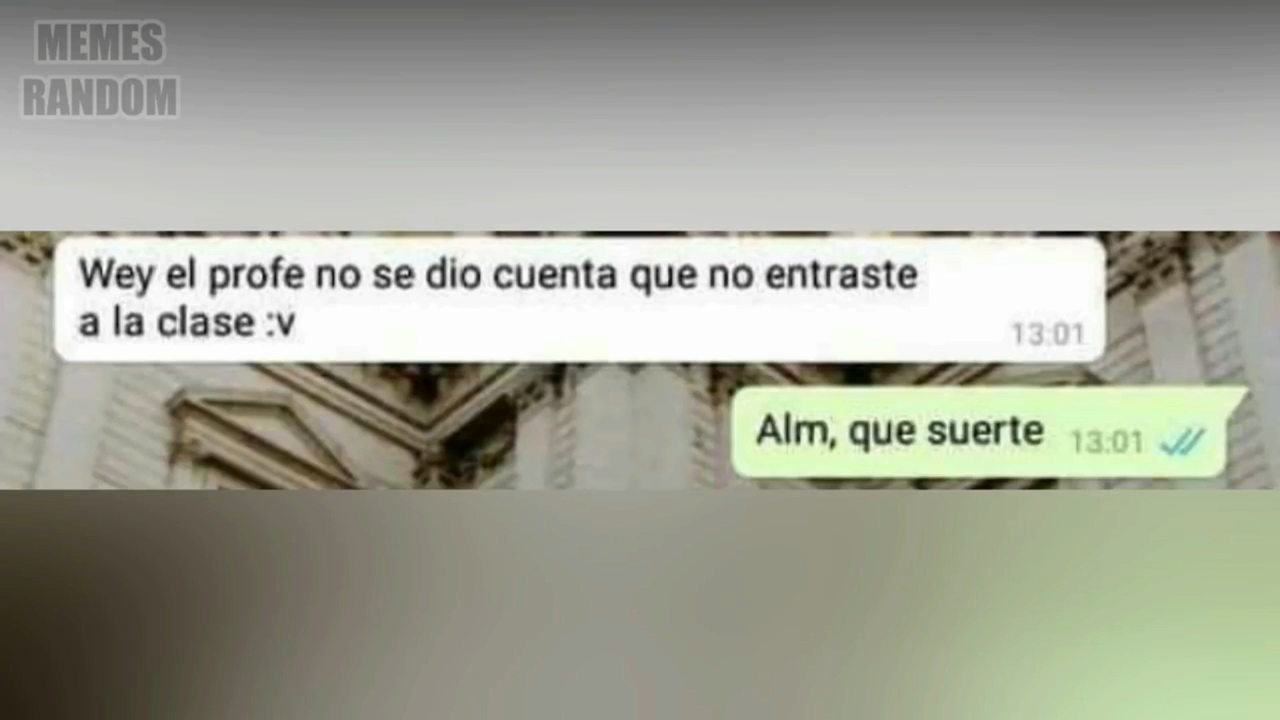 MEMES
RANDOM
Wey el profe no se dio cuenta que no entraste
a la clase :v
13:01
Alm, que suerte 13:01